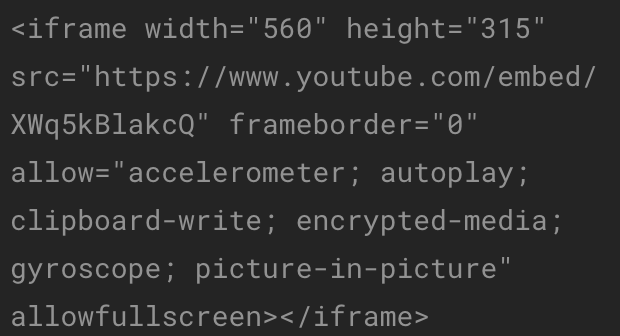 <iframe width="560" height="315"
src="https://www.youtube.com/embed/
XWq5kBlakcQ" frameborder="0"
allow="accelerometer; autoplay;
clipboard-write; encrypted-media;
gyroscope; picture-in-picture"
allowfullscreen></iframe>